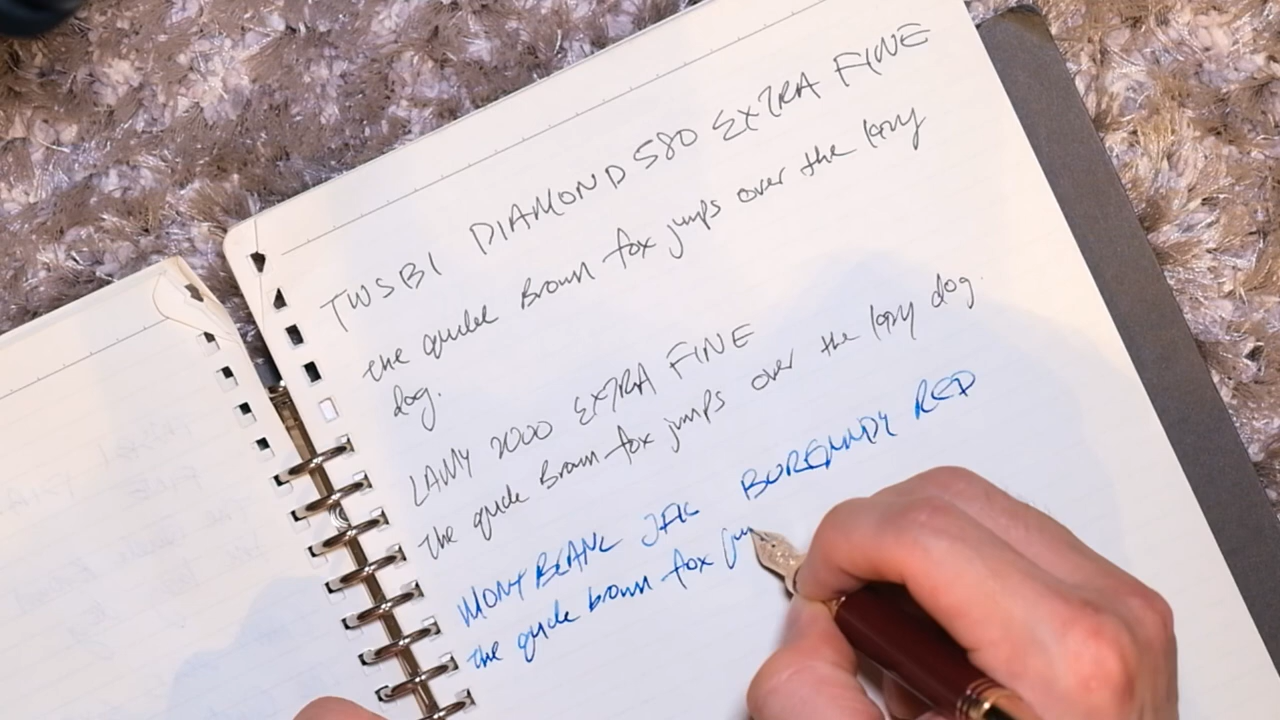 TWSBI DIAMOND 580 EXTRA FINE
the quick Brown fox jumps over the lazy
dog.
LAMY 2000 EXTRA FINE
the quick Brown fox jumps over the lazy dog.
MONTBLANC JFK BURGUNDY RED
the quick brown fox ju